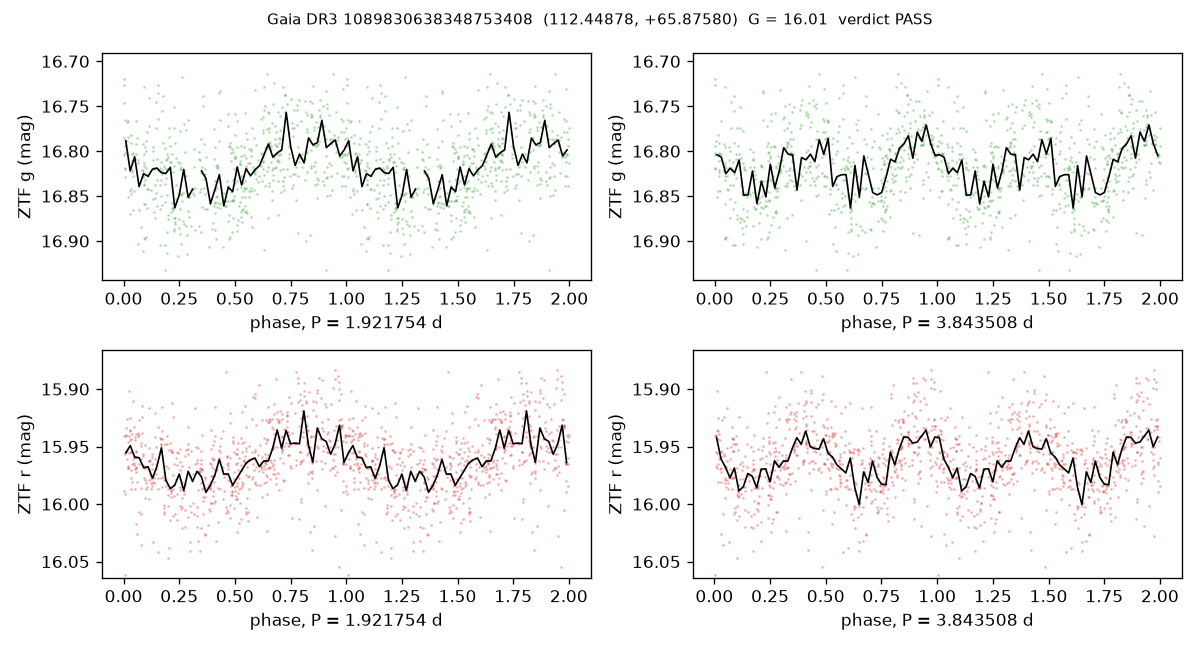 Gaia DR3 1089830638348753408 (112.44878, +65.87580) G = 16.01 verdict PASS
ZTF g (mag)
16.70
16.75
16.80
16.85
16.90
0.00 0.25 0.50 0.75 1.00 1.25 1.50 1.75 2.00
phase, P = 1.921754 d
ZTF g (mag)
16.70
16.75
16.80
16.85
16.90
0.00 0.25 0.50 0.75 1.00 1.25 1.50 1.75 2.00
phase, P = 3.843508 d
ZTF r (mag)
15.90
15.95
16.00
16.05
0.00 0.25 0.50 0.75 1.00 1.25 1.50 1.75 2.00
phase, P = 1.921754 d
ZTF r (mag)
15.90
15.95
16.00
16.05
0.00 0.25 0.50 0.75 1.00 1.25 1.50 1.75 2.00
phase, P = 3.843508 d